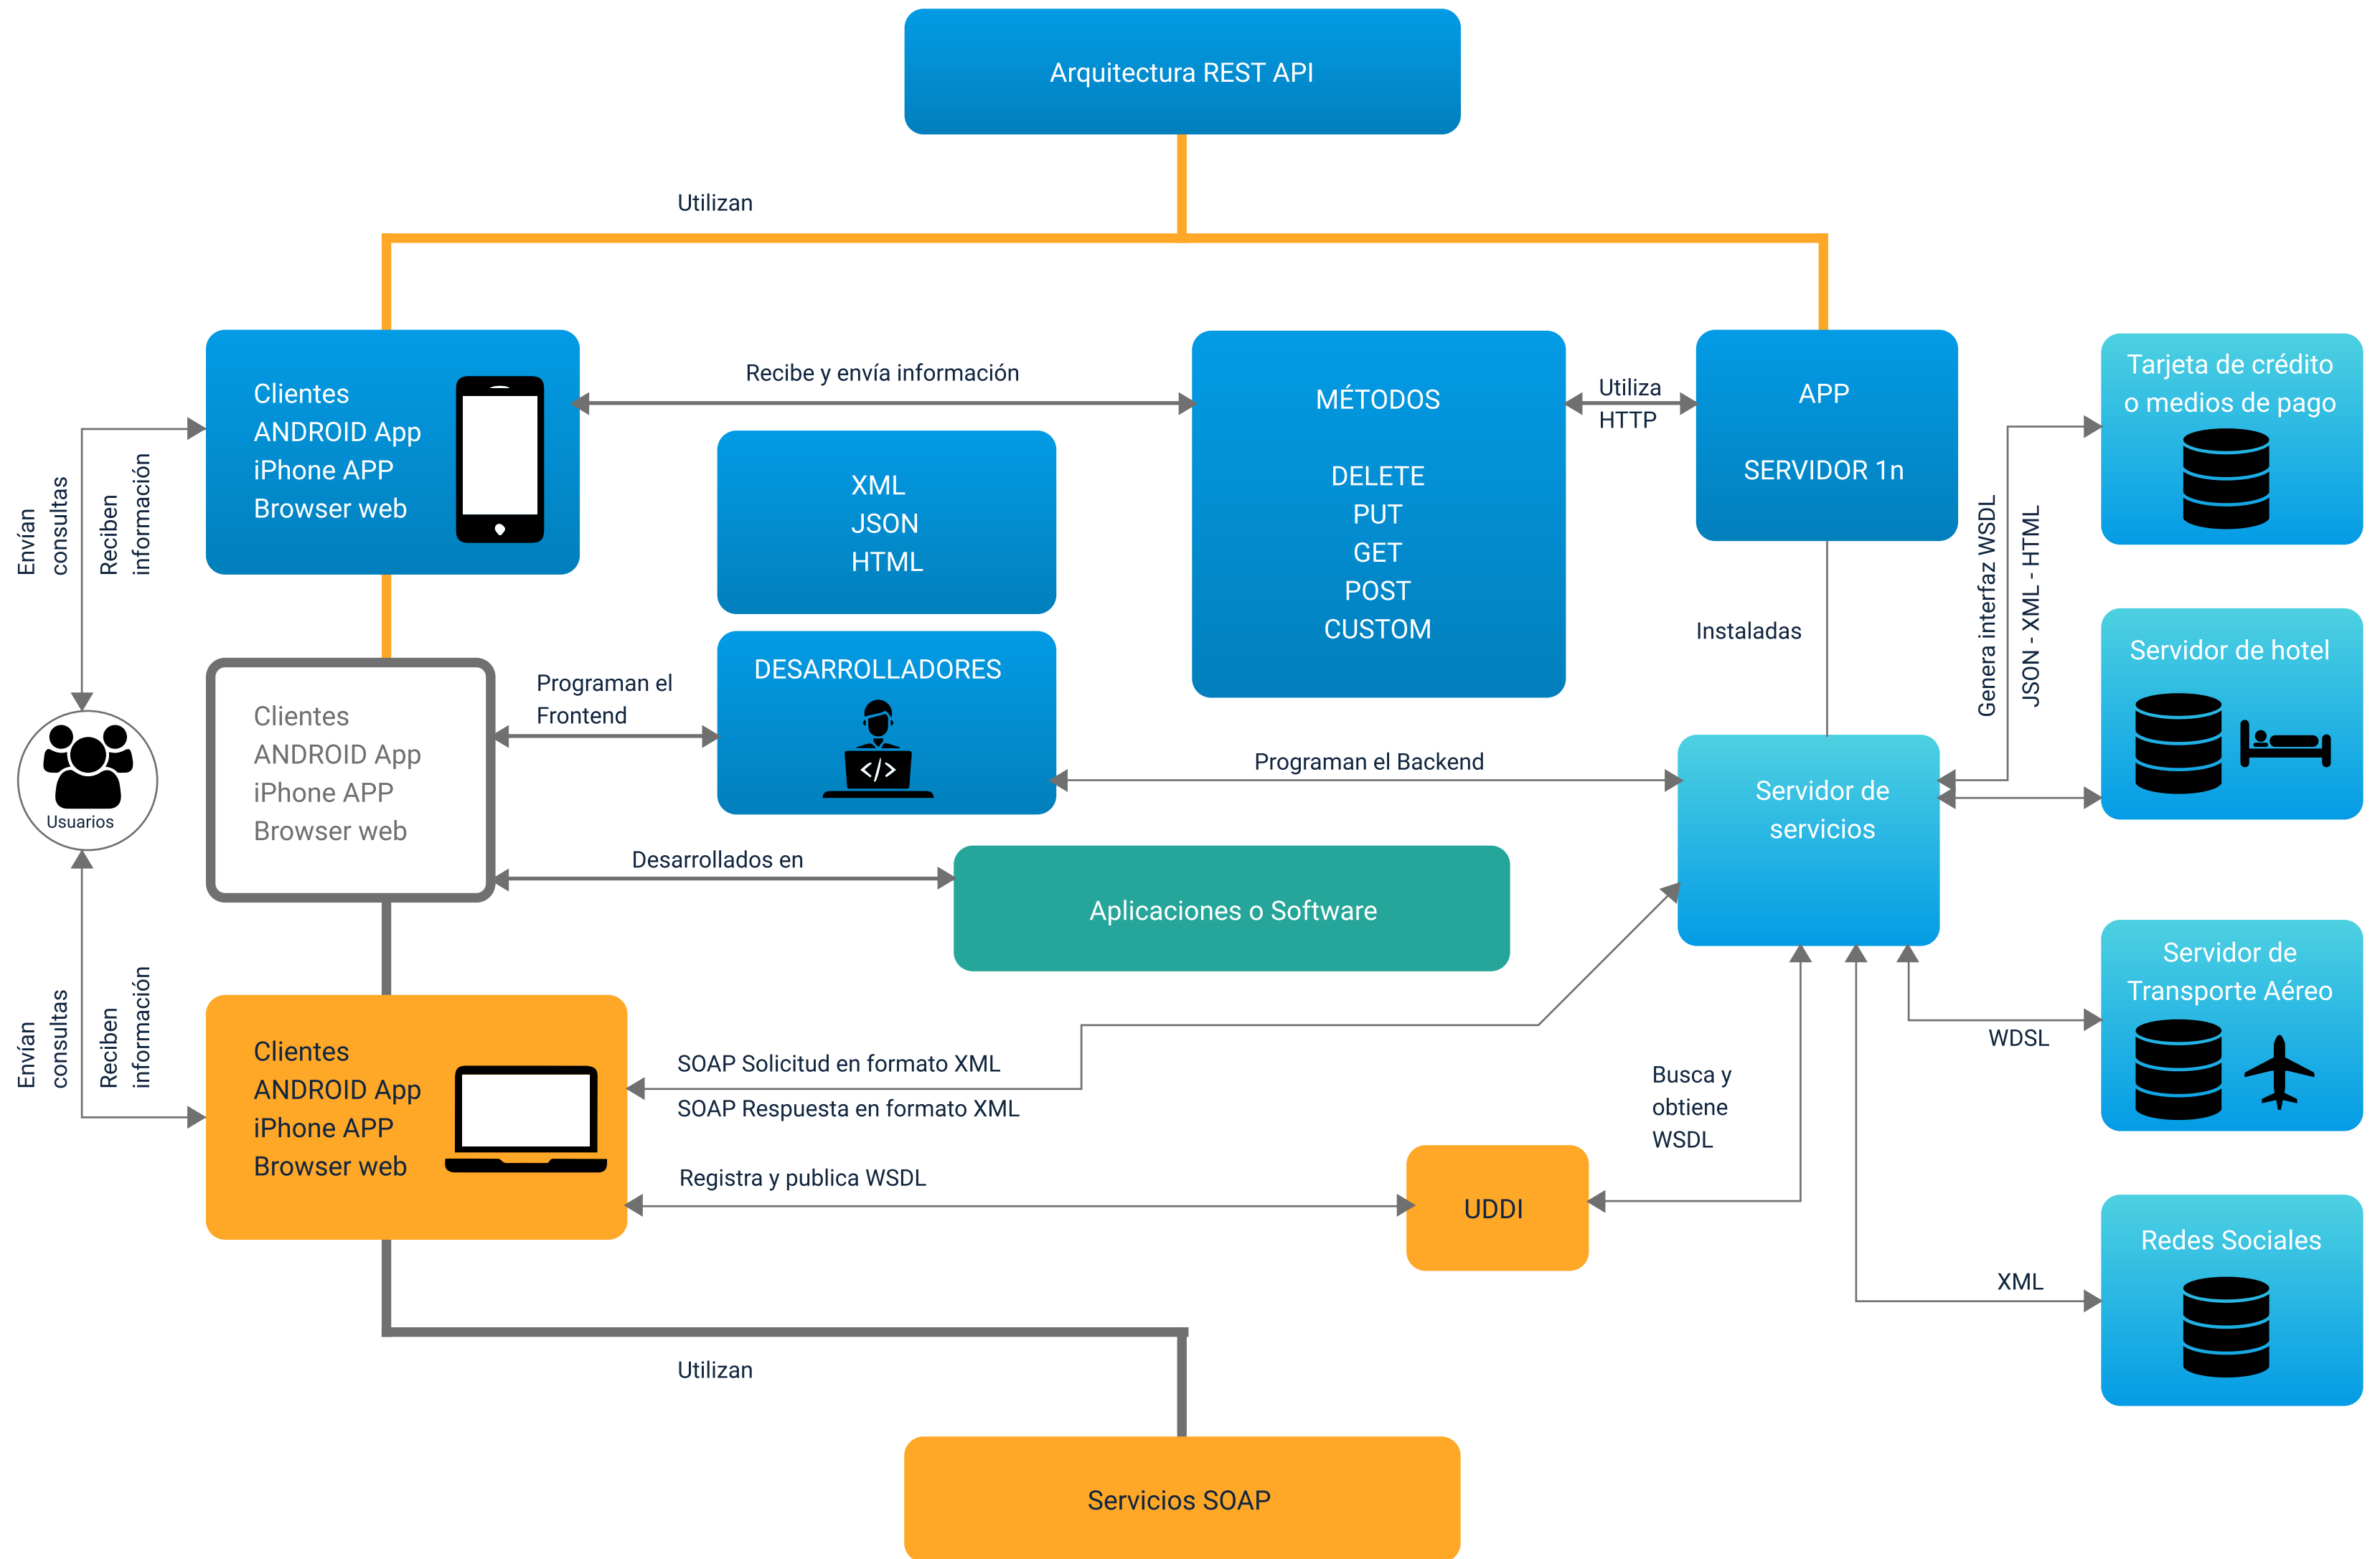 Arquitectura REST API
Utilizan
Clientes
ANDROID App
iPhone APP
Browser web
Recibe y envía información
XML
JSON
HTML
MÉTODOS
DELETE
PUT
GET
POST
CUSTOM
Utiliza
HTTP
APP
SERVIDOR 1n
Tarjeta de crédito
o medios de pago
Envían
consultas
Reciben
información
Genera interfaz WSDL
JSON - XML - HTML
Instaladas
Servidor de hotel
Clientes
ANDROID App
iPhone APP
Browser web
Programan el
Frontend
DESARROLLADORES
</>
Programan el Backend
Servidor de
servicios
Usuarios
Desarrollados en
Aplicaciones o Software
Servidor de
Transporte Aéreo
WDSL
Envían
consultas
Reciben
información
Clientes
ANDROID App
iPhone APP
Browser web
SOAP Solicitud en formato XML
SOAP Respuesta en formato XML
Registra y publica WSDL
UDDI
Busca y
obtiene
WSDL
XML
Redes Sociales
Utilizan
Servicios SOAP